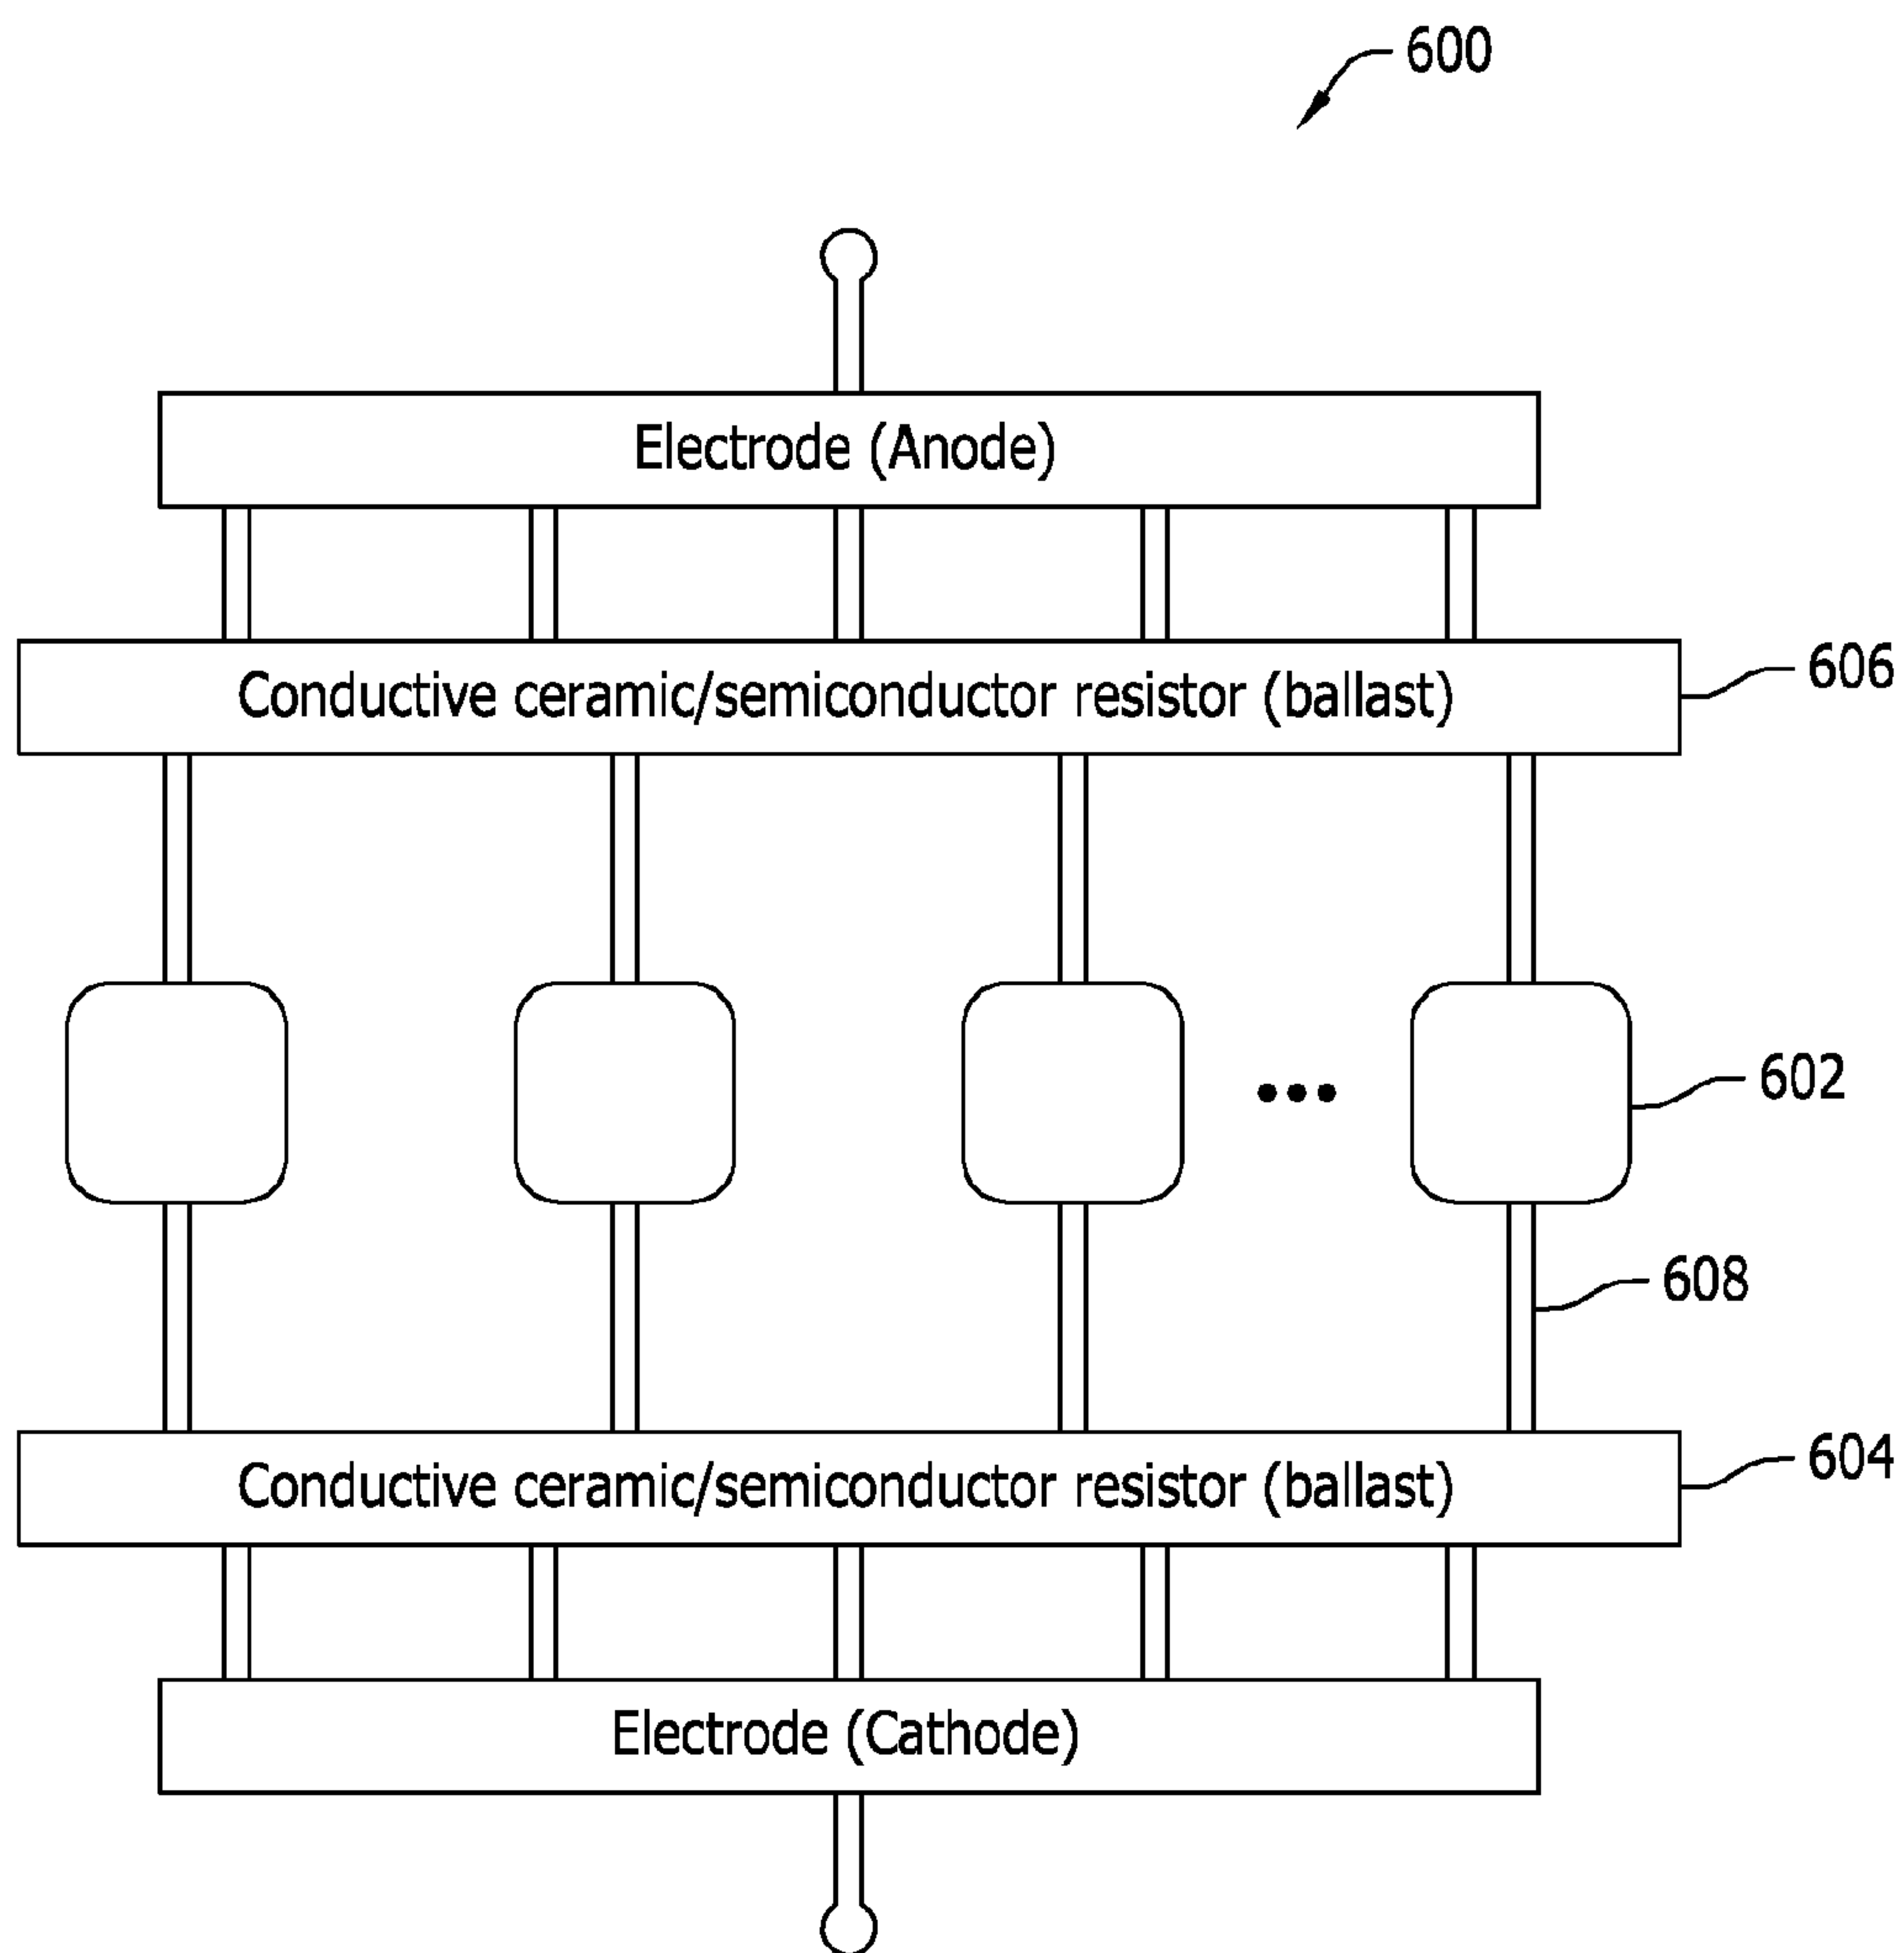 600
Electrode (Anode)
Conductive ceramic/semiconductor resistor (ballast)
606
602
608
Conductive ceramic/semiconductor resistor (ballast)
604
Electrode (Cathode)